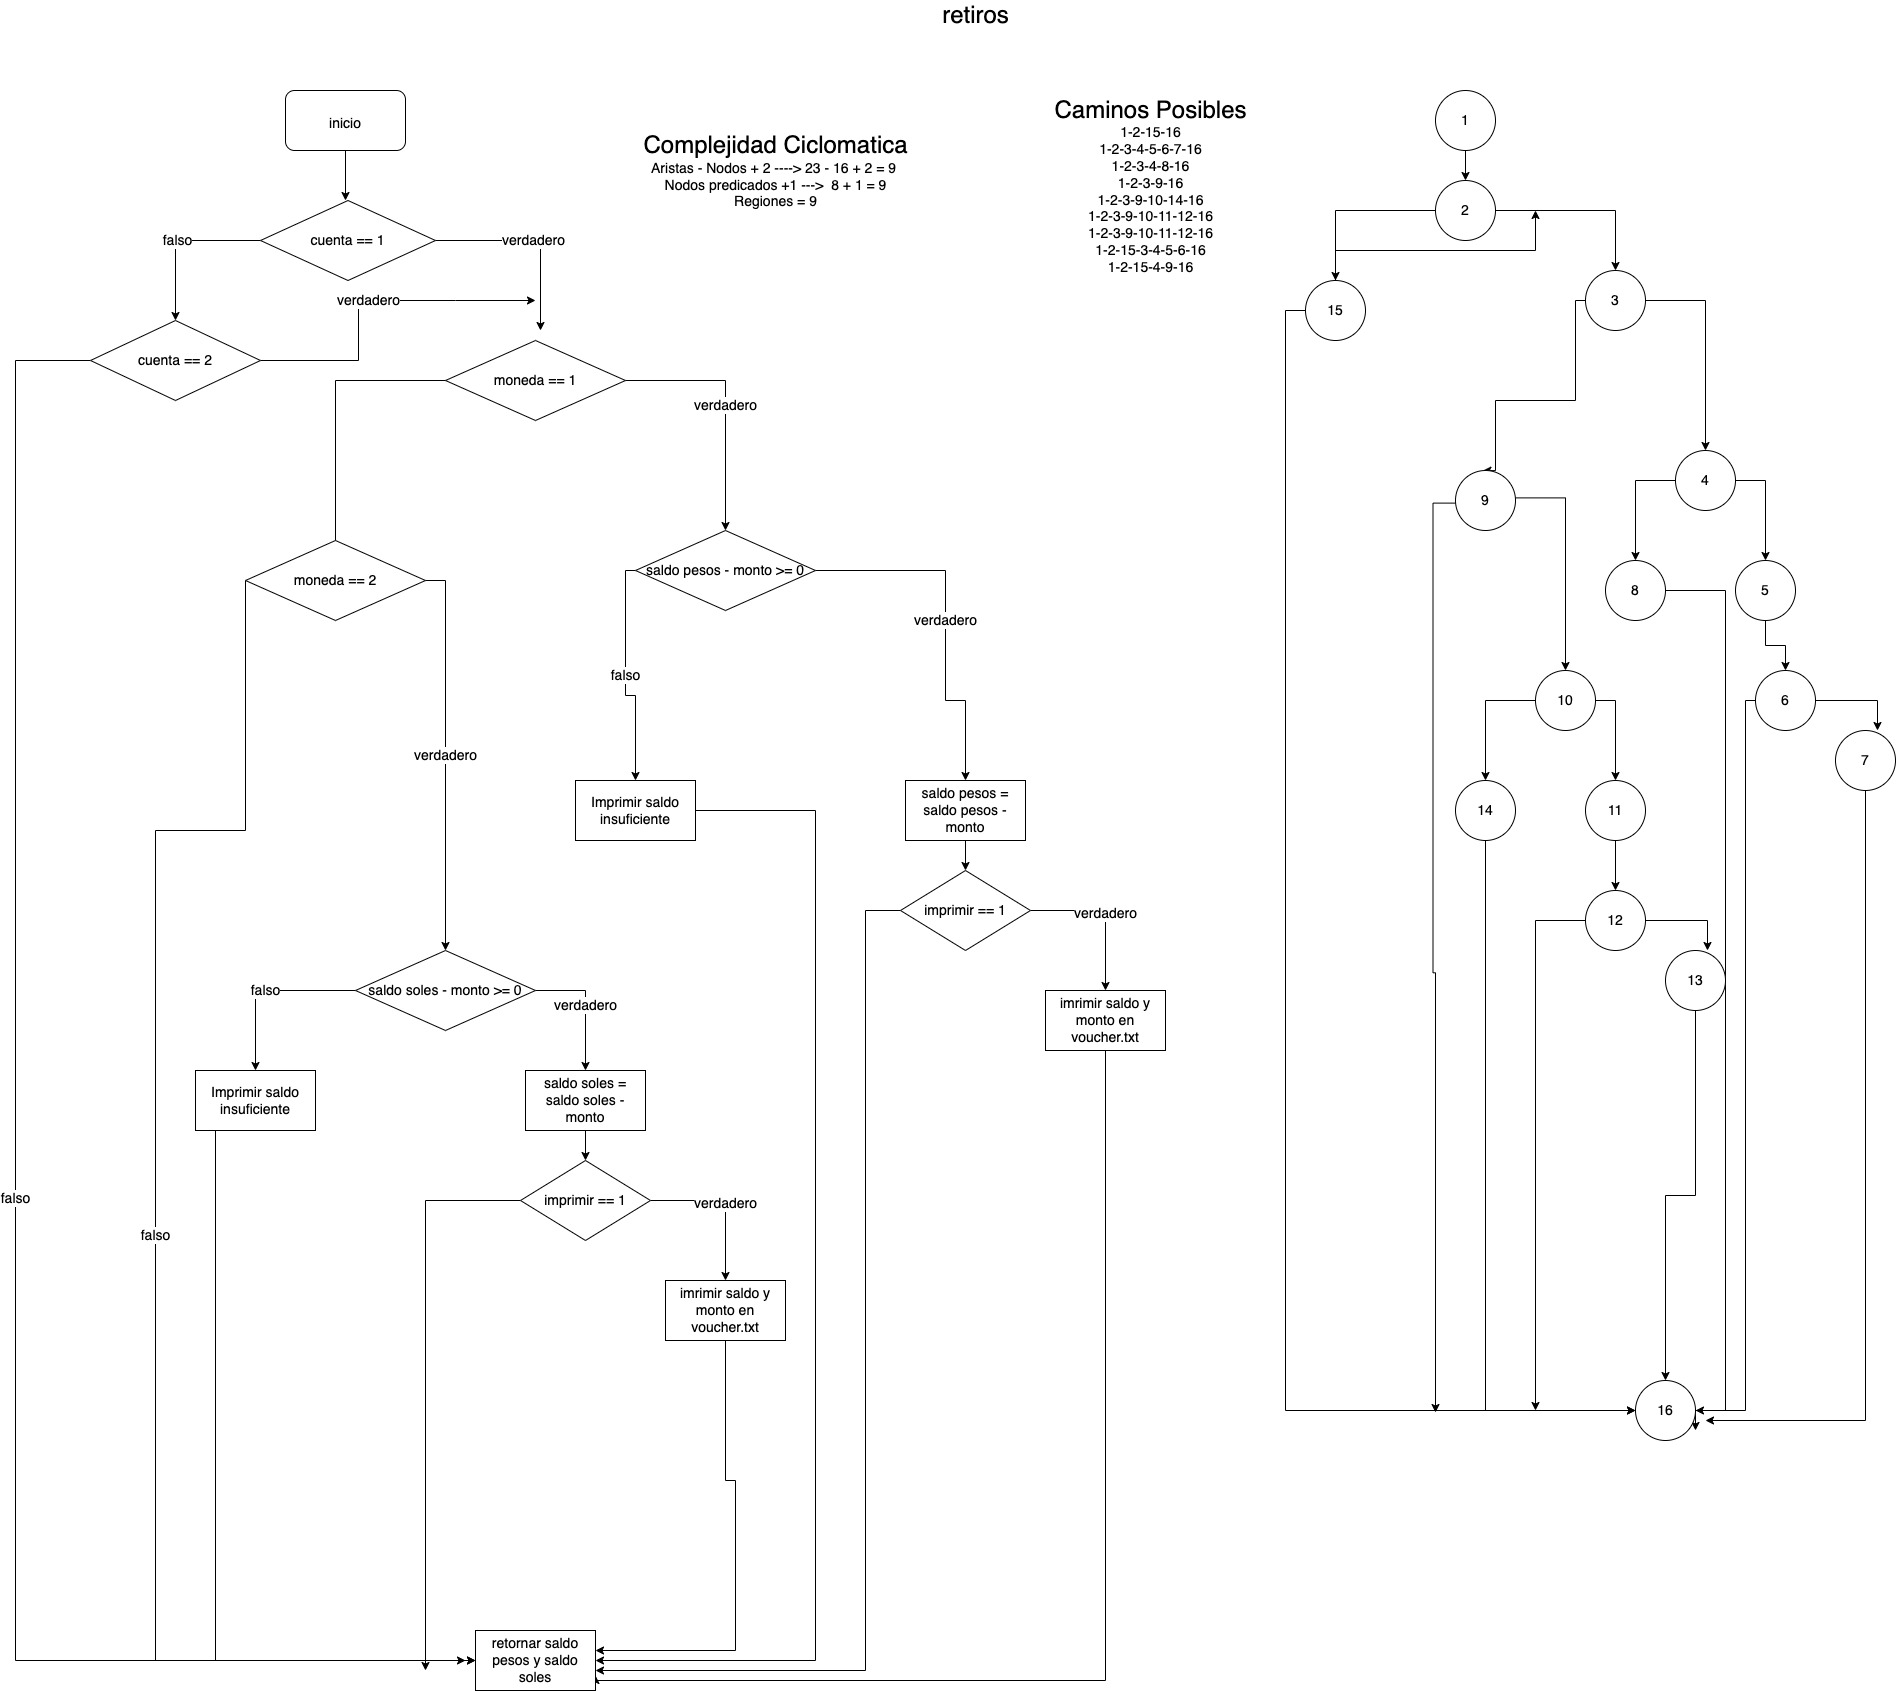 retiros
inicio
cuenta == 1
falso
verdadero
verdadero
cuenta == 2
moneda == 1
verdadero
moneda == 2
saldo pesos - monto >= 0
verdadero
falso
verdadero
Imprimir saldo
insuficiente
saldo pesos =
saldo pesos -
monto
imprimir == 1
verdadero
imrimir saldo y
monto en
voucher.txt
saldo soles - monto >= 0
falso
verdadero
Imprimir saldo
insuficiente
saldo soles =
saldo soles -
monto
imprimir == 1
verdadero
falso
falso
imrimir saldo y
monto en
voucher.txt
retornar saldo
pesos y saldo
soles
Complejidad Ciclomatica
Aristas - Nodos + 2 ----> 23 - 16 + 2 = 9
Nodos predicados +1 ---> 8 + 1 = 9
Regiones = 9
Caminos Posibles
1-2-15-16
1-2-3-4-5-6-7-16
1-2-3-4-8-16
1-2-3-9-16
1-2-3-9-10-14-16
1-2-3-9-10-11-12-16
1-2-3-9-10-11-12-16
1-2-15-3-4-5-6-16
1-2-15-4-9-16
1
2
15
3
9
4
8
5
10
6
7
14
11
12
13
16